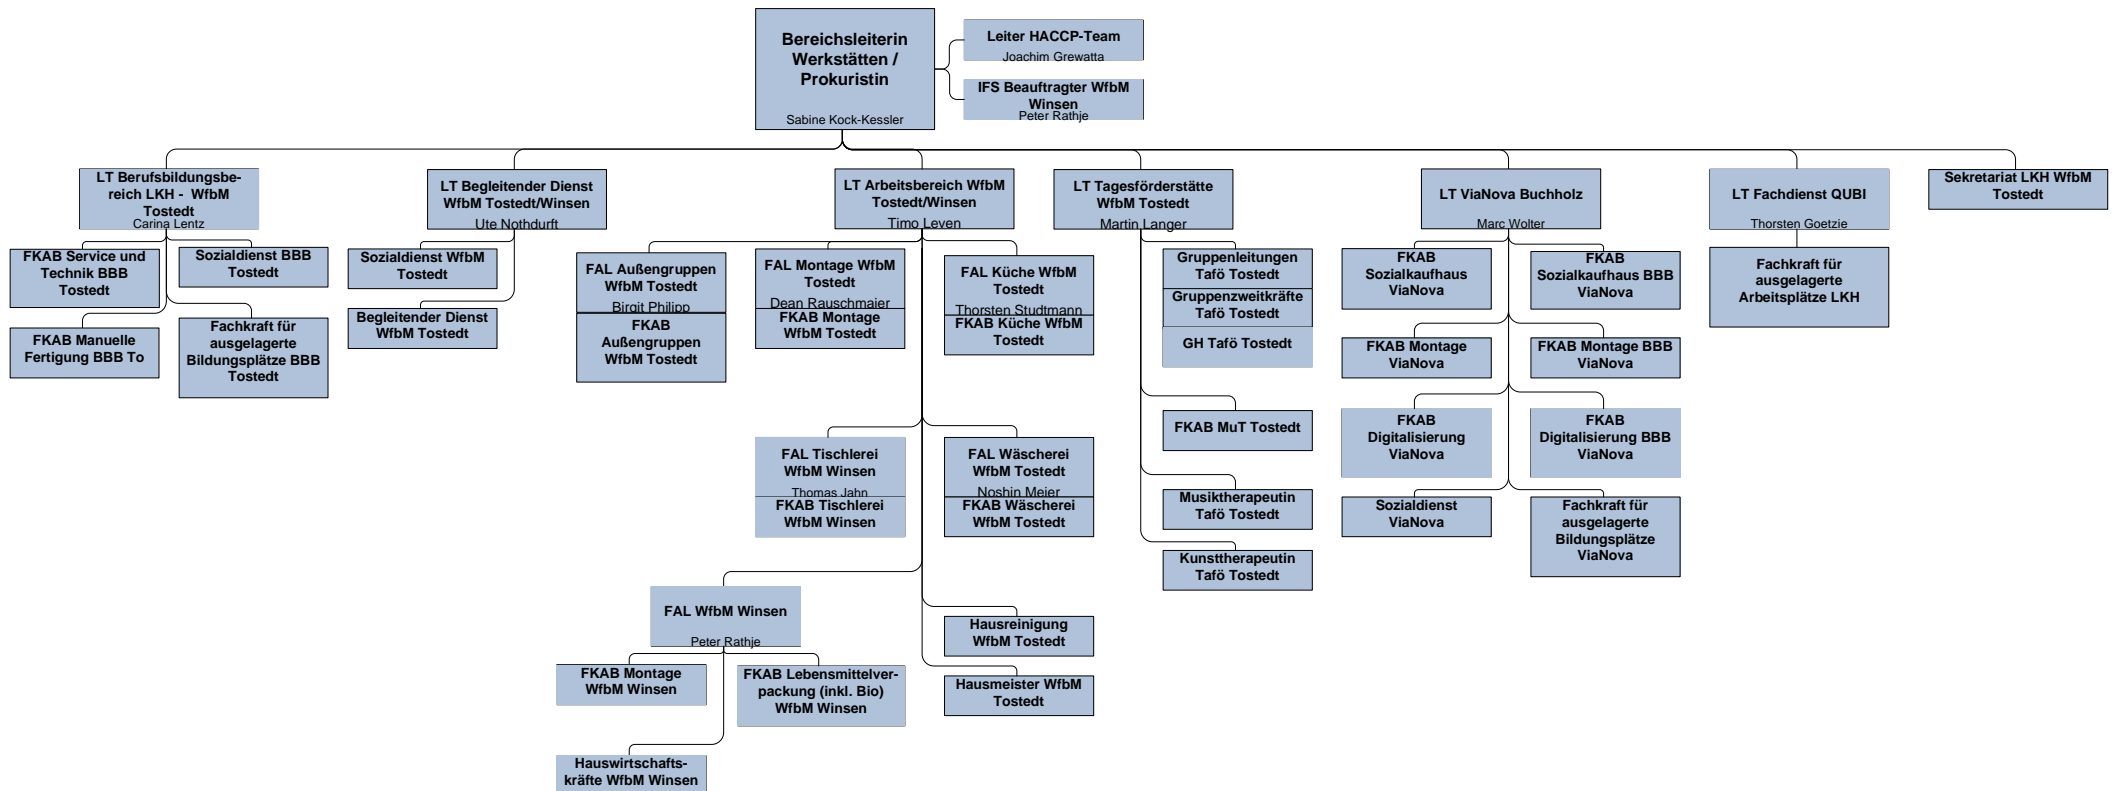 Bereichsleiterin
Werkstätten /
Prokuristin
Sabine Kock-Kessler
Leiter HACCP-Team
Joachim Grewatta
IFS Beauftragter WfbM
Winsen
Peter Rathje
LT Berufsbildungsbe-
reich LKH - WfbM
Tostedt
Carina Lentz
LT Begleitender Dienst
WfbM Tostedt/Winsen
Ute Nothdurft
LT Arbeitsbereich WfbM
Tostedt/Winsen
Timo Leven
LT Tagesförderstätte
WfbM Tostedt
Martin Langer
LT ViaNova Buchholz
Marc Wolter
LT Fachdienst QUBI
Thorsten Goetzie
Sekretariat LKH WfbM
Tostedt
FKAB Service und
Technik BBB
Tostedt
Sozialdienst BBB
Tostedt
FKAB Manuelle
Fertigung BBB To
Fachkraft für
ausgelagerte
Bildungsplätze BBB
Tostedt
Sozialdienst WfbM
Tostedt
Begleitender Dienst
WfbM Tostedt
FAL Außengruppen
WfbM Tostedt
Birgit Philipp
FKAB
Außengruppen
WfbM Tostedt
FAL Montage WfbM
Tostedt
Dean Rauschmaier
FKAB Montage
WfbM Tostedt
FAL Küche WfbM
Tostedt
Thorsten Studtmann
FKAB Küche WfbM
Tostedt
FAL Tischlerei
WfbM Winsen
Thomas Jahn
FKAB Tischlerei
WfbM Winsen
FAL Wäscherei
WfbM Tostedt
Noshin Meier
FKAB Wäscherei
WfbM Tostedt
FAL WfbM Winsen
Peter Rathje
FKAB Montage
WfbM Winsen
FKAB Lebensmittelver-
packung (inkl. Bio)
WfbM Winsen
Hauswirtschafts-
kräfte WfbM Winsen
Hausreinigung
WfbM Tostedt
Hausmeister WfbM
Tostedt
Gruppenleitungen
Tafö Tostedt
Gruppenzweitkräfte
Tafö Tostedt
GH Tafö Tostedt
FKAB MuT Tostedt
Musiktherapeutin
Tafö Tostedt
Kunsttherapeutin
Tafö Tostedt
FKAB
Sozialkaufhaus
ViaNova
FKAB
Sozialkaufhaus BBB
ViaNova
FKAB Montage
ViaNova
FKAB Montage BBB
ViaNova
FKAB
Digitalisierung
ViaNova
FKAB
Digitalisierung BBB
ViaNova
Sozialdienst
ViaNova
Fachkraft für
ausgelagerte
Bildungsplätze
ViaNova
Fachkraft für
ausgelagerte
Arbeitsplätze LKH